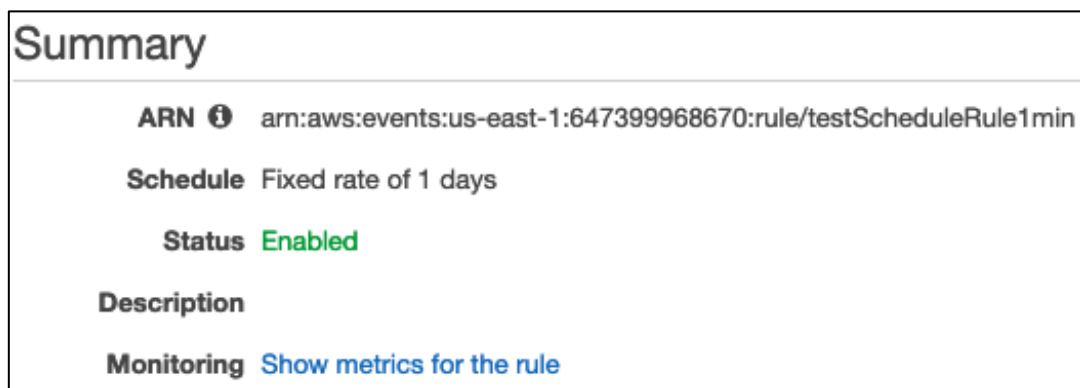 Summary
ARN arn:aws:events:us-east-1:647399968670:rule/testScheduleRule1min
Schedule Fixed rate of 1 days
Status Enabled
Description
Monitoring Show metrics for the rule